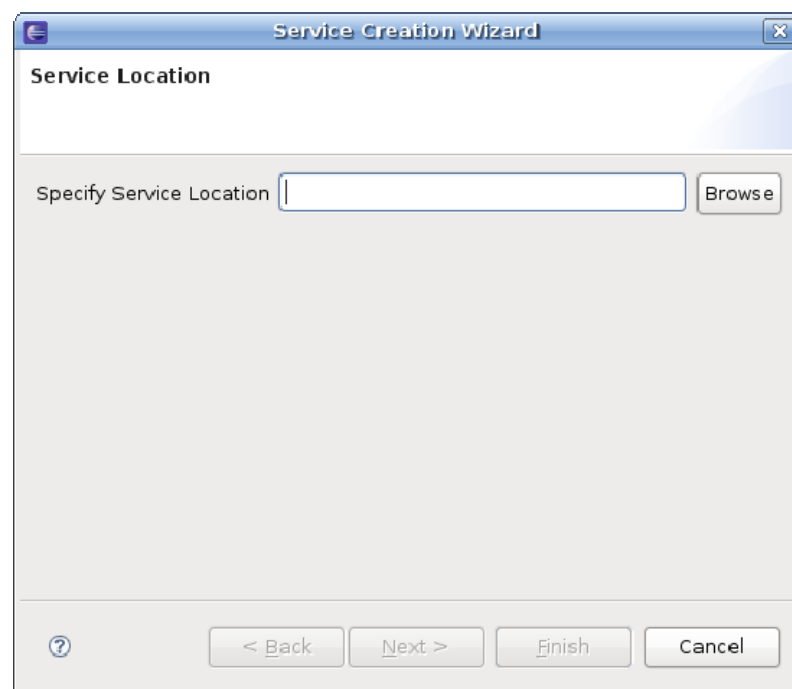 Service Creation Wizard
Service Location
Specify Service Location Browse
< Back Next > Finish Cancel